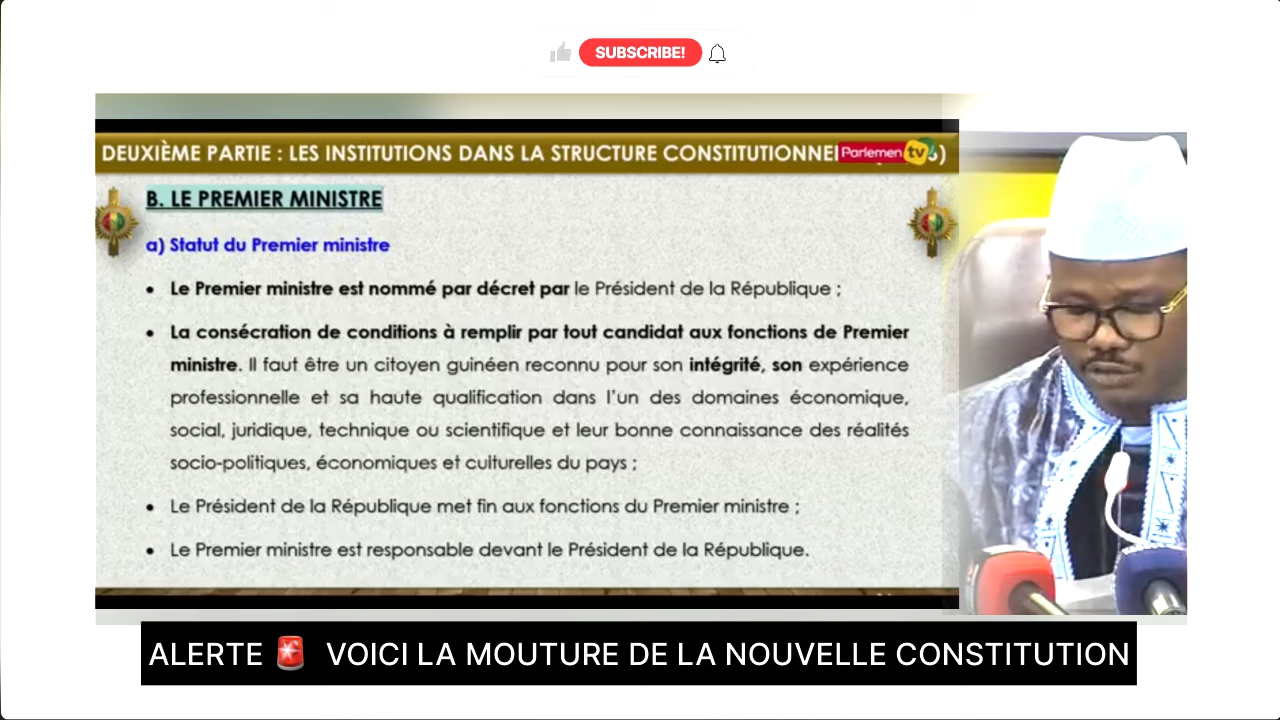 SUBSCRIBE!
DEUXIÈME PARTIE : LES INSTITUTIONS DANS LA STRUCTURE CONSTITUTIONNEL
Parlemen tv
B. LE PREMIER MINISTRE
a) Statut du Premier ministre
• Le Premier ministre est nommé par décret par le Président de la République ;
• La consécration de conditions à remplir par tout candidat aux fonctions de Premier
ministre. Il faut être un citoyen guinéen reconnu pour son intégrité, son expérience
professionnelle et sa haute qualification dans l'un des domaines économique,
social, juridique, technique ou scientifique et leur bonne connaissance des réalités
socio-politiques, économiques et culturelles du pays ;
• Le Président de la République met fin aux fonctions du Premier ministre ;
• Le Premier ministre est responsable devant le Président de la République.
ALERTE 🚨 VOICI LA MOUTURE DE LA NOUVELLE CONSTITUTION